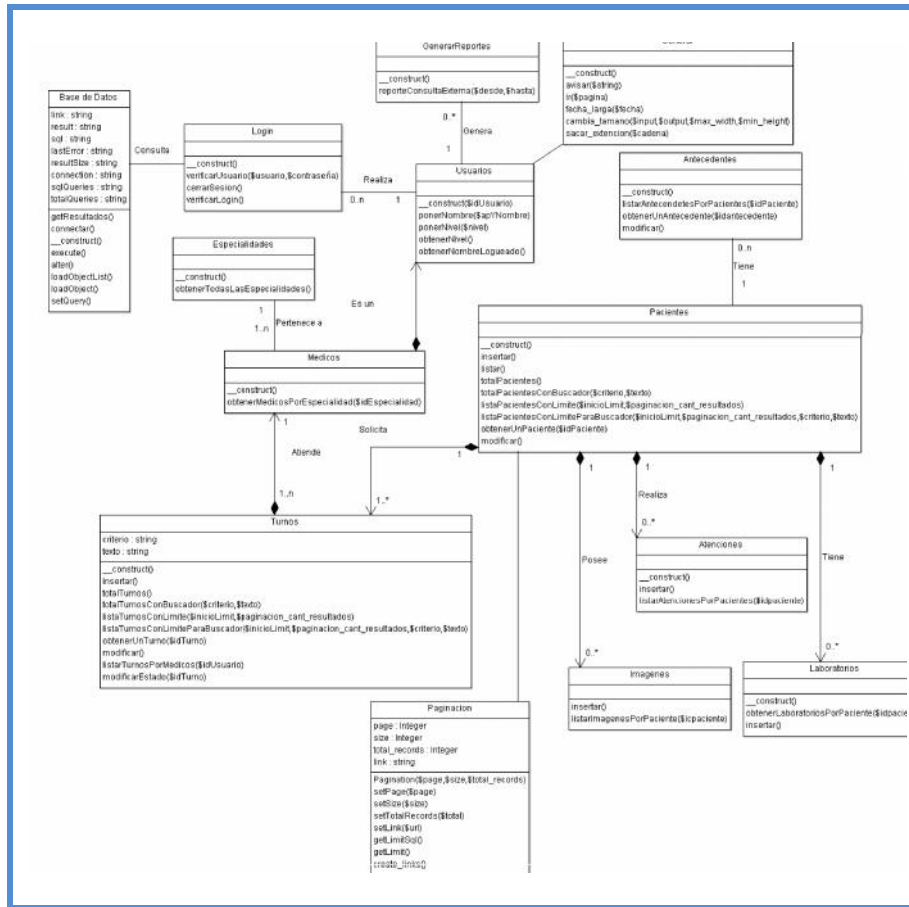 GenerarReportes
__construct()
reporteConsultaExterna($desde,$hasta)
__construct()
avisar($string)
ir($pagina)
fecha_larga($fecha)
cambia_tamano($input,$output,$max_width,$min_height)
sacar_extencion($cadena)
Base de Datos
link : string
result : string
sql : string
lastError : string
resultSize : string
connection : string
sqlQueries : string
totalQueries : string
getResultados()
connectar()
__construct()
execute()
alter()
loadObjectList()
loadObject()
setQuery()
Consulta
Login
__construct()
verificarUsuario($usuario,$contraseña)
cerrarSesion()
verificarLogin()
0..*
Genera
1
Realiza
0..n
1
Usuarios
__construct($idUsuario)
ponerNombre($apYNombre)
ponerNivel($nivel)
obtenerNivel()
obtenerNombreLogueado()
Antecedentes
__construct()
listarAntecendetesPorPacientes($idPaciente)
obtenerUnAntecedente($idantecedente)
modificar()
0..n
Tiene
1
Especialidades
__construct()
obtenerTodasLasEspecialidades()
1
1..n
Pertenece a
Es un
Medicos
__construct()
obtenerMedicosPorEspecialidad($idEspecialidad)
Pacientes
__construct()
insertar()
listar()
totalPacientes()
totalPacientesConBuscador($criterio,$texto)
listaPacientesConLimite($inicioLimit,$paginacion_cant_resultados)
listaPacientesConLimiteParaBuscador($inicioLimit,$paginacion_cant_resultados,$criterio,$texto)
obtenerUnPaciente($idPaciente)
modificar()
1
Atiende
1..n
Solicita
1
1..*
Turnos
criterio : string
texto : string
__construct()
insertar()
totalTurnos()
totalTurnosConBuscador($criterio,$texto)
listaTurnosConLimite($inicioLimit,$paginacion_cant_resultados)
listaTurnosConLimiteParaBuscador($inicioLimit,$paginacion_cant_resultados,$criterio,$texto)
obtenerUnTurno($idTurno)
modificar()
listarTurnosPorMedicos($idUsuario)
modificarEstado($idTurno)
1
Posee
0..*
1
Realiza
0..*
1
Tiene
0..*
Atenciones
__construct()
insertar()
listarAtencionesPorPacientes($idpaciente)
Imagenes
insertar()
listarImagenesPorPaciente($icpaciente)
Laboratorios
__construct()
obtenerLaboratoriosPorPaciente($idpacie
insertar()
Paginacion
page : Integer
size : Integer
total_records : Integer
link : string
Pagination($page,$size,$total_records)
setPage($page)
setSize($size)
setTotalRecords($total)
setLink($url)
getLimitSql()
getLimit()
create_links()